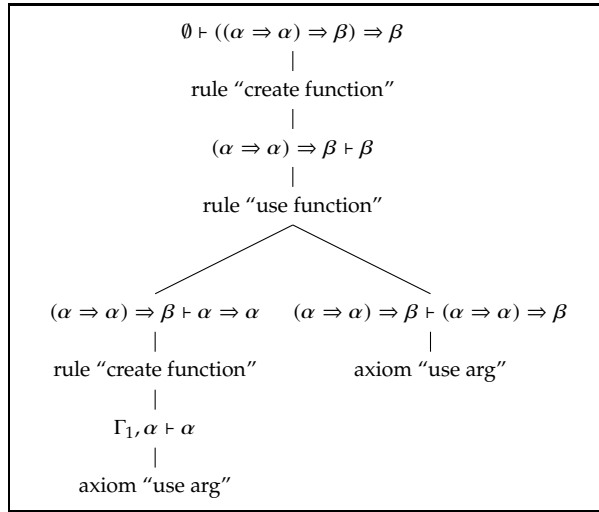 ∅ ⊢ ((α ⇒ α) ⇒ β) ⇒ β
rule “create function”
(α ⇒ α) ⇒ β ⊢ β
rule “use function”
(α ⇒ α) ⇒ β ⊢ α ⇒ α (α ⇒ α) ⇒ β ⊢ (α ⇒ α) ⇒ β
rule “create function” axiom “use arg”
Γ₁, α ⊢ α
axiom “use arg”